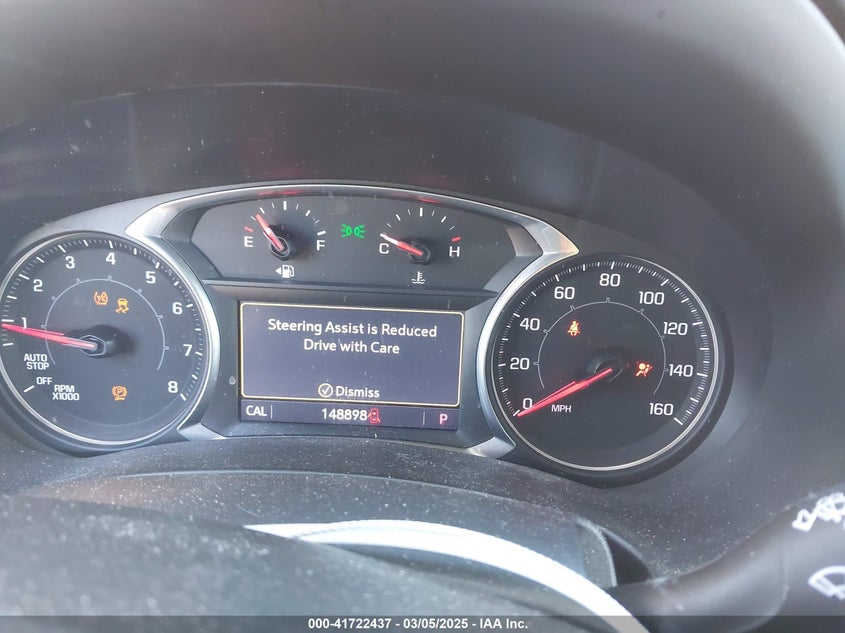 E F
C H
1 2 3 4 5 6 7 8
AUTO
STOP
OFF
RPM
X1000
Steering Assist is Reduced
Drive with Care
Dismiss
CAL 148898 P
0 20 40 60 80 100 120 140 160
MPH
000-41722437 - 03/05/2025 - IAA Inc.